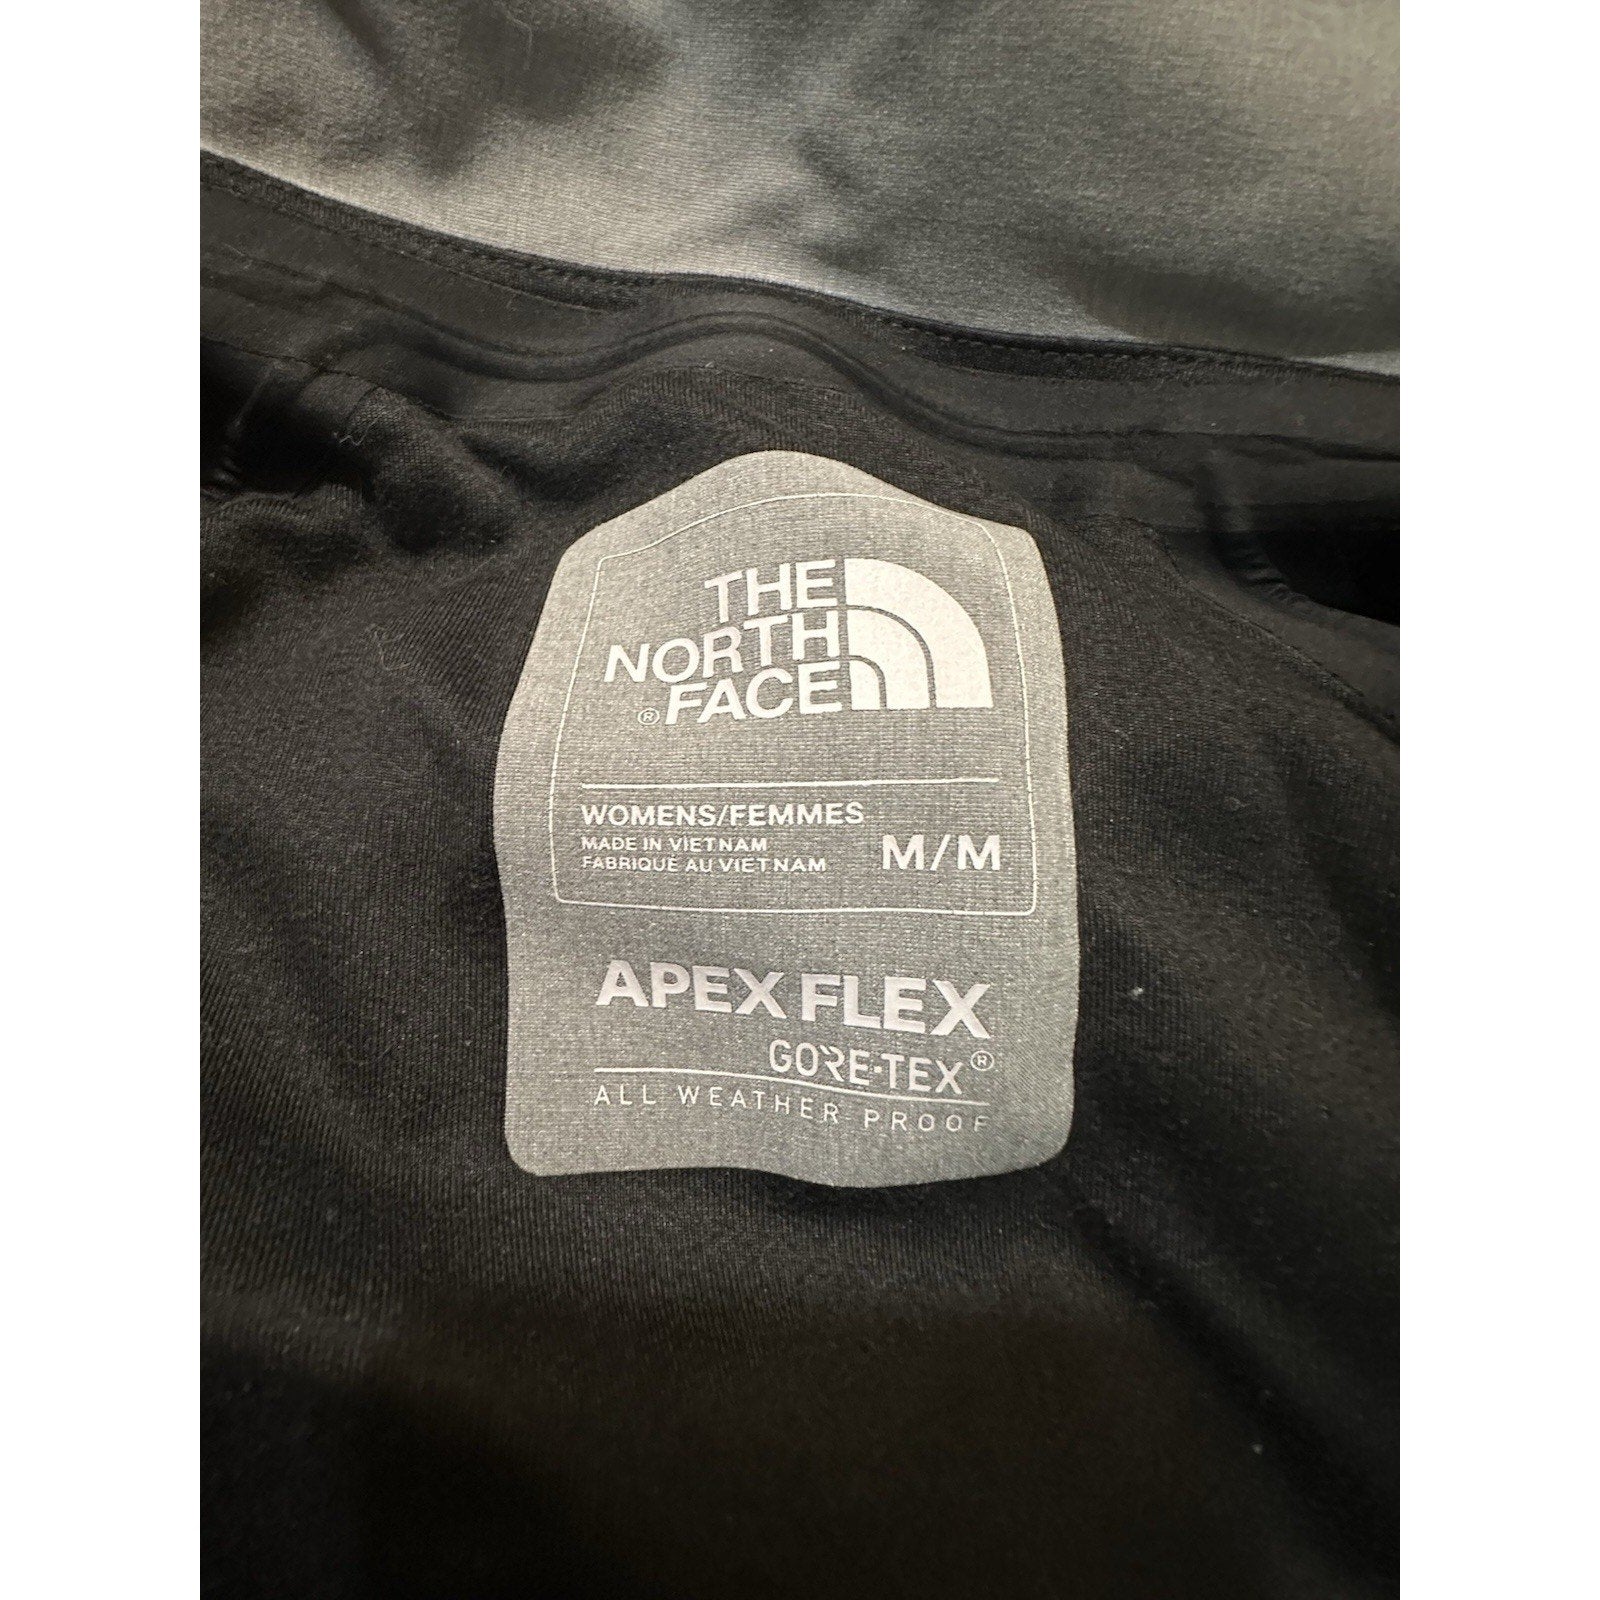 THE
NORTH
® FACE
WOMENS/FEMMES
MADE IN VIETNAM
FABRIQUÉ AU VIETNAM
M/M
APEX FLEX
GORE-TEX®
ALL WEATHER PROOF